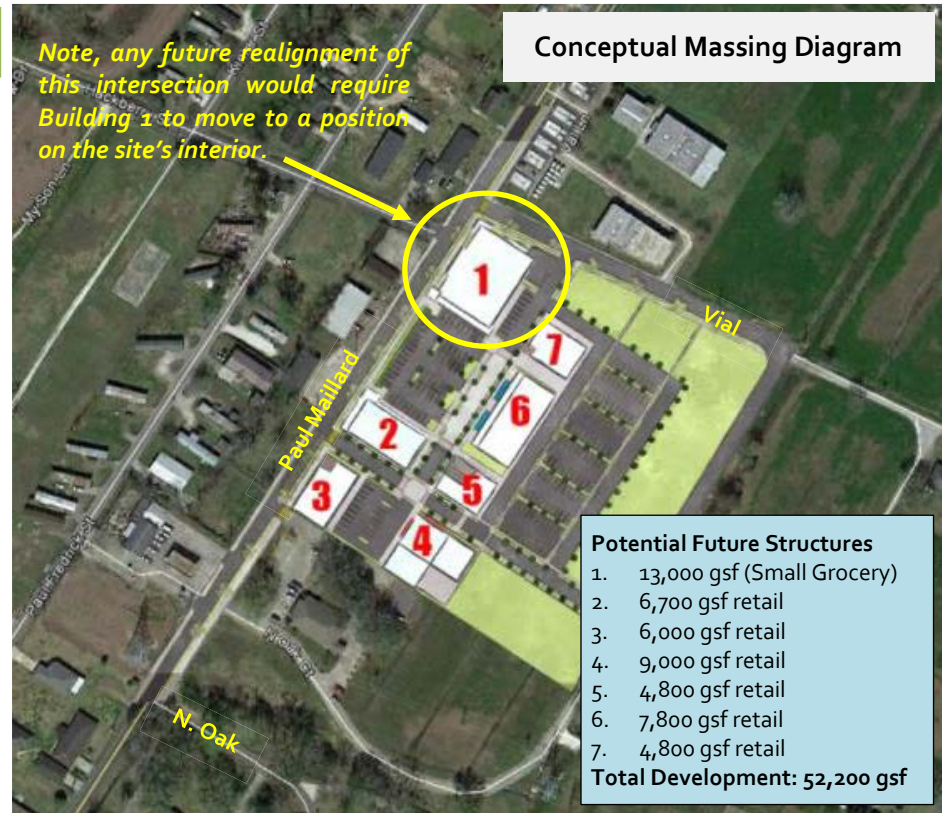 Conceptual Massing Diagram
Note, any future realignment of
this intersection would require
Building 1 to move to a position
on the site's interior.
My Son Ln
Vial
Paul Maillard
N. Oak
1
7
6
2
5
3
4
Potential Future Structures
1. 13,000 gsf (Small Grocery)
2. 6,700 gsf retail
3. 6,000 gsf retail
4. 9,000 gsf retail
5. 4,800 gsf retail
6. 7,800 gsf retail
7. 4,800 gsf retail
Total Development: 52,200 gsf